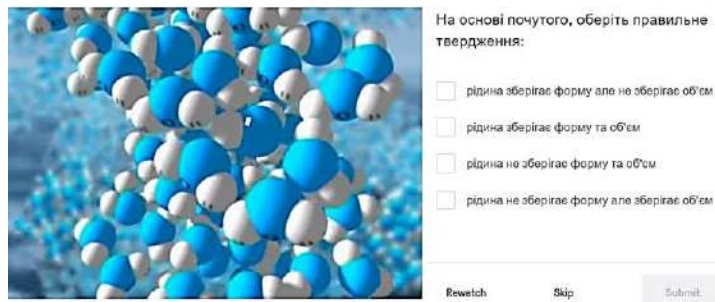 На основі почутого, оберіть правильне
твердження:
рідина зберігає форму але не зберігає об'єм
рідина зберігає форму та об'єм
рідина не зберігає форму та об'єм
рідина не зберігає форму але зберігає об'єм
Rewatch
Skip
Submit